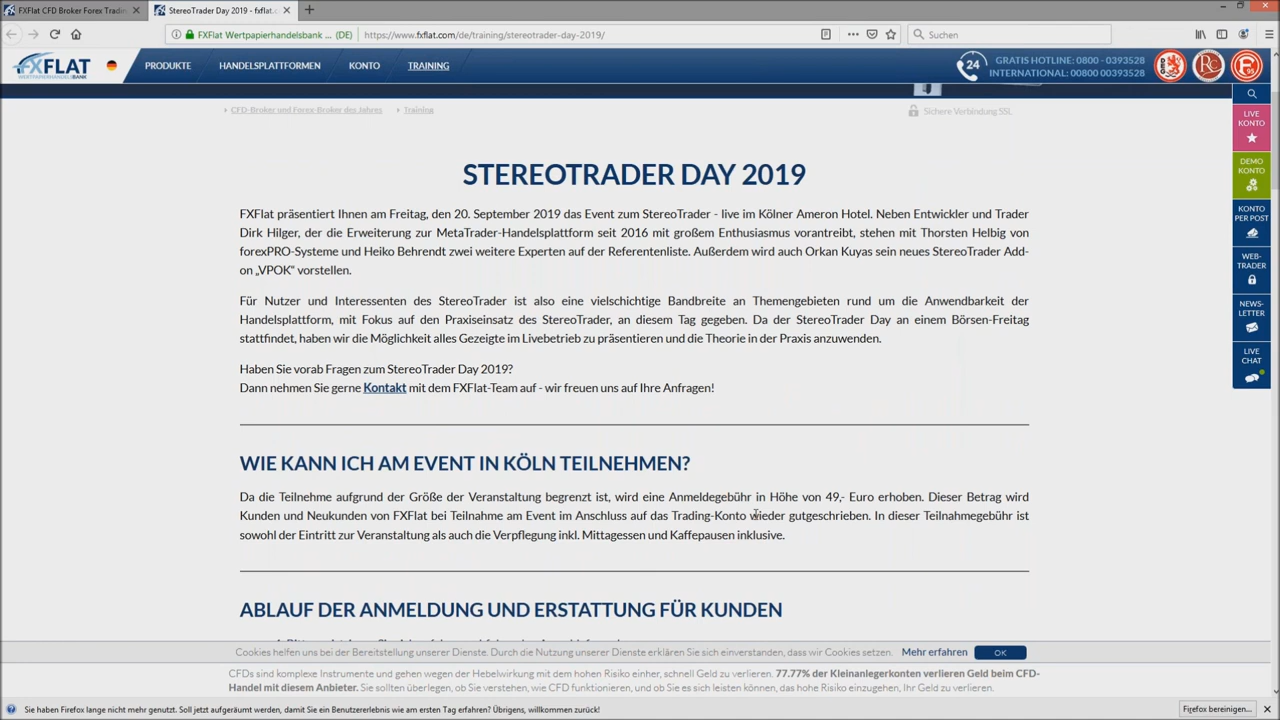 FXFlat CFD Broker Forex Tradin
StereoTrader Day 2019 - fxflat.c
FXFlat Wertpapierhandelsbank ... (DE)
https://www.fxflat.com/de/training/stereotrader-day-2019/
Suchen
FXFLAT
WERTPAPIERHANDELSBANK
PRODUKTE
HANDELSPLATTFORMEN
KONTO
TRAINING
24
GRATIS HOTLINE: 0800 - 0393528
INTERNATIONAL: 00800 00393528
CFD-Broker und Forex-Broker des Jahres
Training
Sichere Verbindung SSL
LIVE
KONTO
DEMO
KONTO
KONTO
PER POST
WEB-
TRADER
NEWS-
LETTER
LIVE
CHAT
STEREOTRADER DAY 2019
FXFlat präsentiert Ihnen am Freitag, den 20. September 2019 das Event zum StereoTrader - live im Kölner Ameron Hotel. Neben Entwickler und Trader
Dirk Hilger, der die Erweiterung zur MetaTrader-Handelsplattform seit 2016 mit großem Enthusiasmus vorantreibt, stehen mit Thorsten Helbig von
forexPRO-Systeme und Heiko Behrendt zwei weitere Experten auf der Referentenliste. Außerdem wird auch Orkan Kuyas sein neues StereoTrader Add-
on „VPOK“ vorstellen.
Für Nutzer und Interessenten des StereoTrader ist also eine vielschichtige Bandbreite an Themengebieten rund um die Anwendbarkeit der
Handelsplattform, mit Fokus auf den Praxiseinsatz des StereoTrader, an diesem Tag gegeben. Da der StereoTrader Day an einem Börsen-Freitag
stattfindet, haben wir die Möglichkeit alles Gezeigte im Livebetrieb zu präsentieren und die Theorie in der Praxis anzuwenden.
Haben Sie vorab Fragen zum StereoTrader Day 2019?
Dann nehmen Sie gerne Kontakt mit dem FXFlat-Team auf - wir freuen uns auf Ihre Anfragen!
WIE KANN ICH AM EVENT IN KÖLN TEILNEHMEN?
Da die Teilnehme aufgrund der Größe der Veranstaltung begrenzt ist, wird eine Anmeldegebühr in Höhe von 49,- Euro erhoben. Dieser Betrag wird
Kunden und Neukunden von FXFlat bei Teilnahme am Event im Anschluss auf das Trading-Konto wieder gutgeschrieben. In dieser Teilnahmegebühr ist
sowohl der Eintritt zur Veranstaltung als auch die Verpflegung inkl. Mittagessen und Kaffepausen inklusive.
ABLAUF DER ANMELDUNG UND ERSTATTUNG FÜR KUNDEN
Cookies helfen uns bei der Bereitstellung unserer Dienste. Durch die Nutzung unserer Dienste erklären Sie sich einverstanden, dass wir Cookies setzen. Mehr erfahren OK
CFDs sind komplexe Instrumente und gehen wegen der Hebelwirkung mit dem hohen Risiko einher, schnell Geld zu verlieren. 77.77% der Kleinanlegerkonten verlieren Geld beim CFD-
Handel mit diesem Anbieter. Sie sollten überlegen, ob Sie verstehen, wie CFD funktionieren, und ob Sie es sich leisten können, das hohe Risiko einzugehen, Ihr Geld zu verlieren.
Sie haben Firefox lange nicht mehr genutzt. Soll jetzt aufgeräumt werden, damit Sie ein Benutzererlebnis wie am ersten Tag erfahren? Übrigens, willkommen zurück!
Firefox bereinigen...